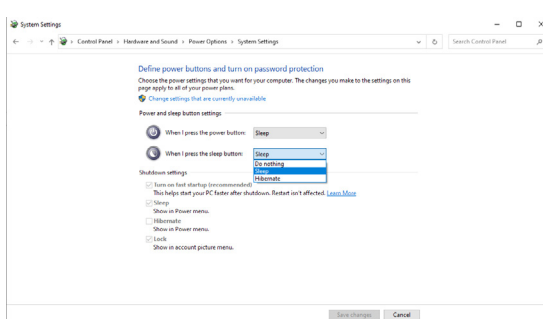 System Settings
Control Panel > Hardware and Sound > Power Options > System Settings
Search Control Panel
Define power buttons and turn on password protection
Choose the power settings that you want for your computer. The changes you make to the settings on this
page apply to all of your power plans.
Change settings that are currently unavailable
Power and sleep button settings
When I press the power button: Sleep
When I press the sleep button: Sleep
Do nothing
Sleep
Hibernate
Shutdown settings
Turn on fast startup (recommended)
This helps start your PC faster after shutdown. Restart isn't affected. Learn More
Sleep
Show in Power menu.
Hibernate
Show in Power menu.
Lock
Show in account picture menu.
Save changes Cancel